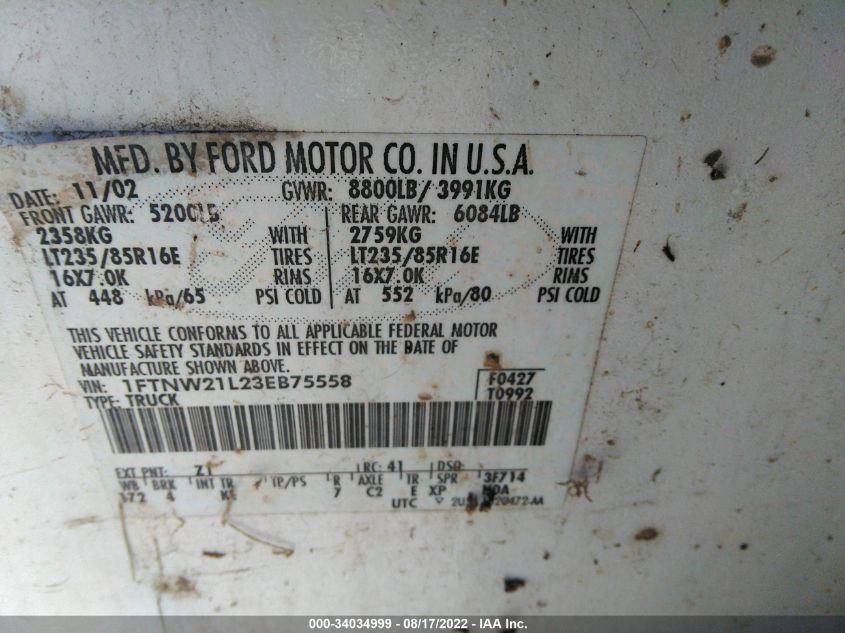 MFD. BY FORD MOTOR CO. IN U.S.A.
DATE: 11/02 GVWR: 8800LB/ 3991KG
FRONT GAWR: 5200LB REAR GAWR: 6084LB
2358KG WITH 2759KG WITH
LT235/85R16E TIRES LT235/85R16E TIRES
16X7.0K RIMS 16X7.0K RIMS
AT 448 kPa/65 PSI COLD AT 552 kPa/80 PSI COLD
THIS VEHICLE CONFORMS TO ALL APPLICABLE FEDERAL MOTOR
VEHICLE SAFETY STANDARDS IN EFFECT ON THE DATE OF
MANUFACTURE SHOWN ABOVE.
VIN: 1FTNW21L23EB75558 F0427
TYPE: TRUCK T0992
EXT PNT: Z1 RC: 41 DSO:
WB BRK INT TR TP/PS R AXLE TR SPR 3F714
172 4 7 C2 E XP
UTC
000-34034999 - 08/17/2022 - IAA Inc.